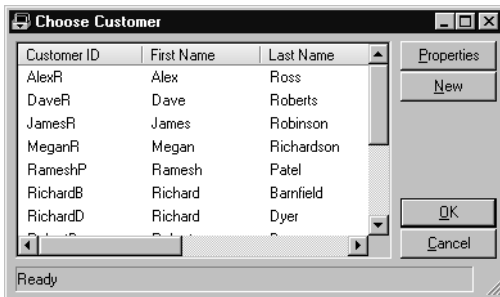 Choose Customer
Customer ID First Name Last Name
AlexR Alex Ross
DaveR Dave Roberts
JamesR James Robinson
MeganR Megan Richardson
RameshP Ramesh Patel
RichardB Richard Barnfield
RichardD Richard Dyer
Properties
New
OK
Cancel
Ready